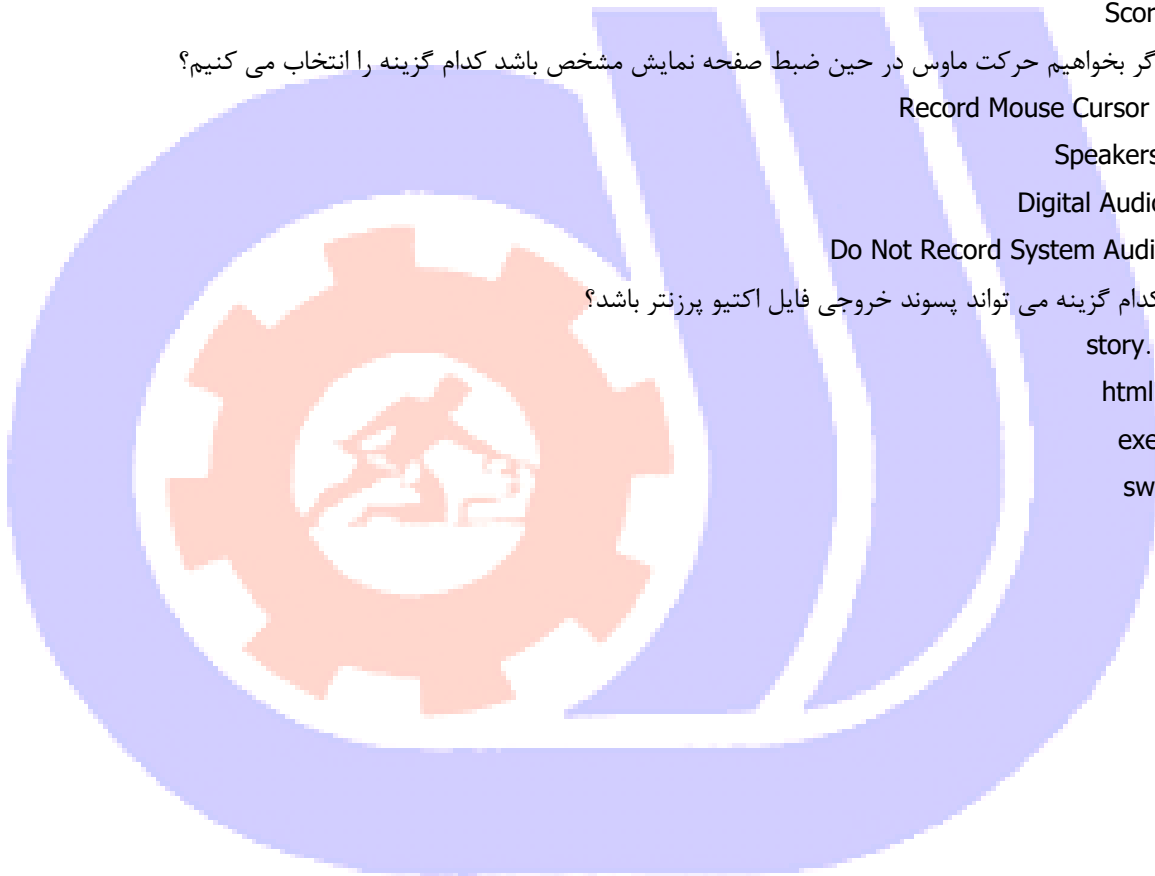 Scor
گر بخواهیم حرکت ماوس در حین ضبط صفحه نمایش مشخص باشد کدام گزینه را انتخاب می کنیم؟
Record Mouse Cursor
Speakers
Digital Audio
Do Not Record System Audi
کدام گزینه می تواند پسوند خروجی فایل اکتیو پرزنتر باشد؟
story.
html
exe
sw